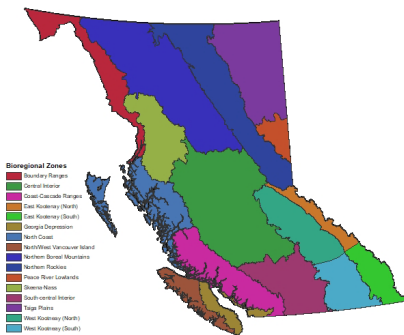 Bioregional Zones
Boundary Ranges
Central Interior
Coast-Cascade Ranges
East Kootenay (North)
East Kootenay (South)
Georgia Depression
North Coast
North/West Vancouver Island
Northern Boreal Mountains
Northern Rockies
Peace River Lowlands
Skeena Nass
South-central Interior
Taiga Plains
West Kootenay (North)
West Kootenay (South)